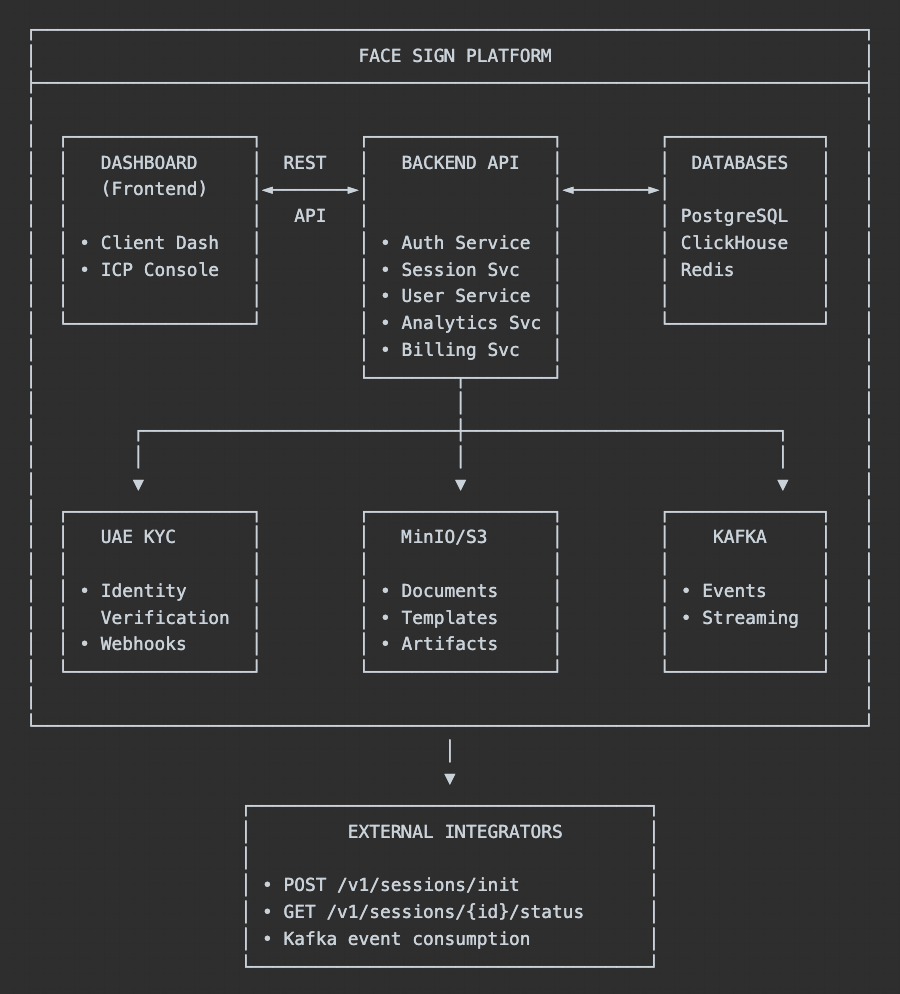 FACE SIGN PLATFORM
DASHBOARD
(Frontend)
• Client Dash
• ICP Console
REST
API
BACKEND API
• Auth Service
• Session Svc
• User Service
• Analytics Svc
• Billing Svc
DATABASES
PostgreSQL
ClickHouse
Redis
UAE KYC
• Identity
Verification
• Webhooks
MinIO/S3
• Documents
• Templates
• Artifacts
KAFKA
• Events
• Streaming
EXTERNAL INTEGRATORS
• POST /v1/sessions/init
• GET /v1/sessions/{id}/status
• Kafka event consumption